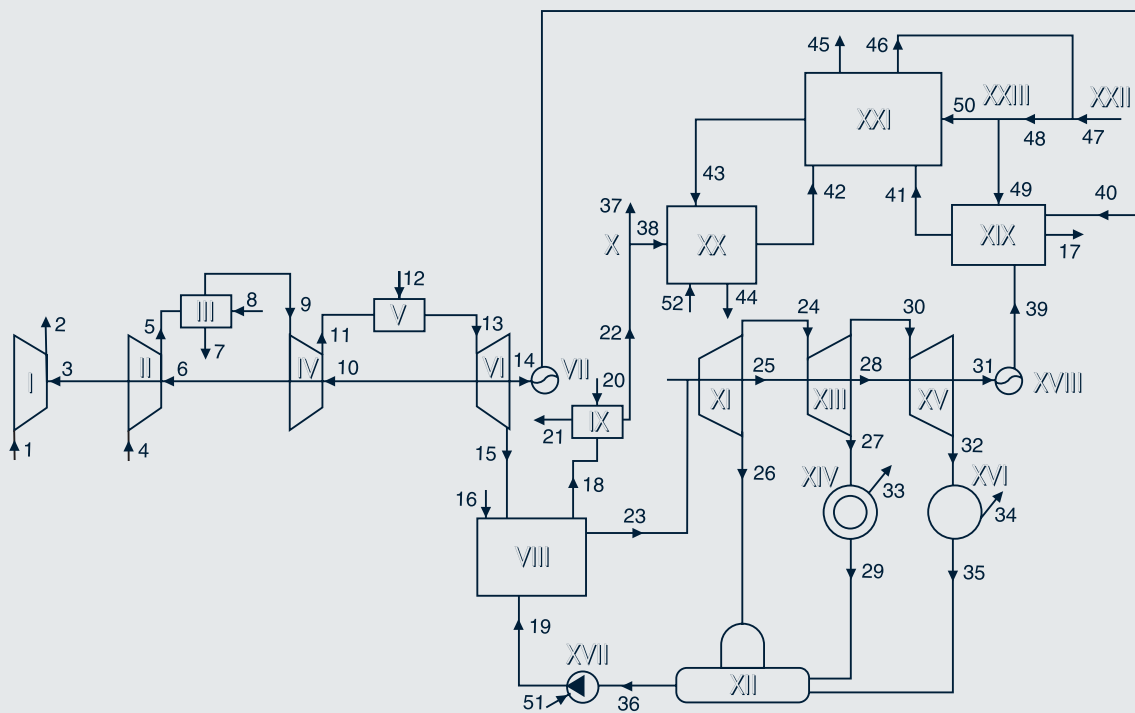 45 46
XXI 50 XXIII XXII
48 47
43 42 41 49 40
37 38 X XX XIX 17
52 44 39
12 24 30
5 III 8 9 11 V 13 22
2 7
3 I II 6 IV 10 VI 14 VII 25 28 31 XVIII
XI XIII XV
20
21 IX
1 4 15 18 26 27 32
XIV XVI
33 34
16 VIII 23
29 35
19 XVII XII
51 36